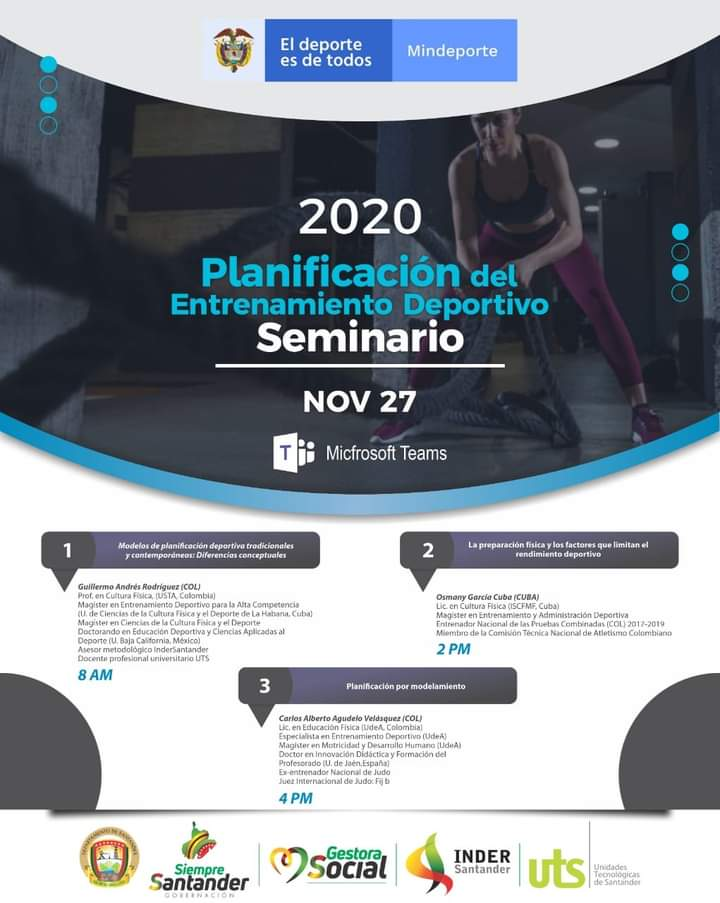 El deporte
es de todos
Mindeporte
2020
Planificación del
Entrenamiento Deportivo
Seminario
NOV 27
Micfrosoft Teams
1
Modelos de planificación deportiva tradicionales
y contemporáneos: Diferencias conceptuales
Guillermo Andrés Rodríguez (COL)
Prof. en Cultura Física, (USTA, Colombia)
Magíster en Entrenamiento Deportivo para la Alta Competencia
(U. de Ciencias de la Cultura Física y el Deporte de La Habana, Cuba)
Magíster en Ciencias de la Cultura Física y el Deporte
Doctorando en Educación Deportiva y Ciencias Aplicadas al
Deporte (U. Baja California, México)
Asesor metodológico InderSantander
Docente profesional universitario UTS
8 AM
2
La preparación física y los factores que limitan el
rendimiento deportivo
Osmany García Cuba (CUBA)
Lic. en Cultura Física (ISCFMF, Cuba)
Magíster en Entrenamiento y Administración Deportiva
Entrenador Nacional de las Pruebas Combinadas (COL) 2017-2019
Miembro de la Comisión Técnica Nacional de Atletismo Colombiano
2 PM
3
Planificación por modelamiento
Carlos Alberto Agudelo Velásquez (COL)
Lic. en Educación Física (UdeA, Colombia)
Especialista en Entrenamiento Deportivo (UdeA)
Magíster en Motricidad y Desarrollo Humano (UdeA)
Doctor en Innovación Didáctica y Formación del
Profesorado (U. de Jaén,España)
Ex-entrenador Nacional de Judo
Juez Internacional de Judo: Fij b
4 PM
Siempre
Santander
GOBERNACIÓN
Gestora
Social
INDER
Santander
uts
Unidades
Tecnológicas
de Santander